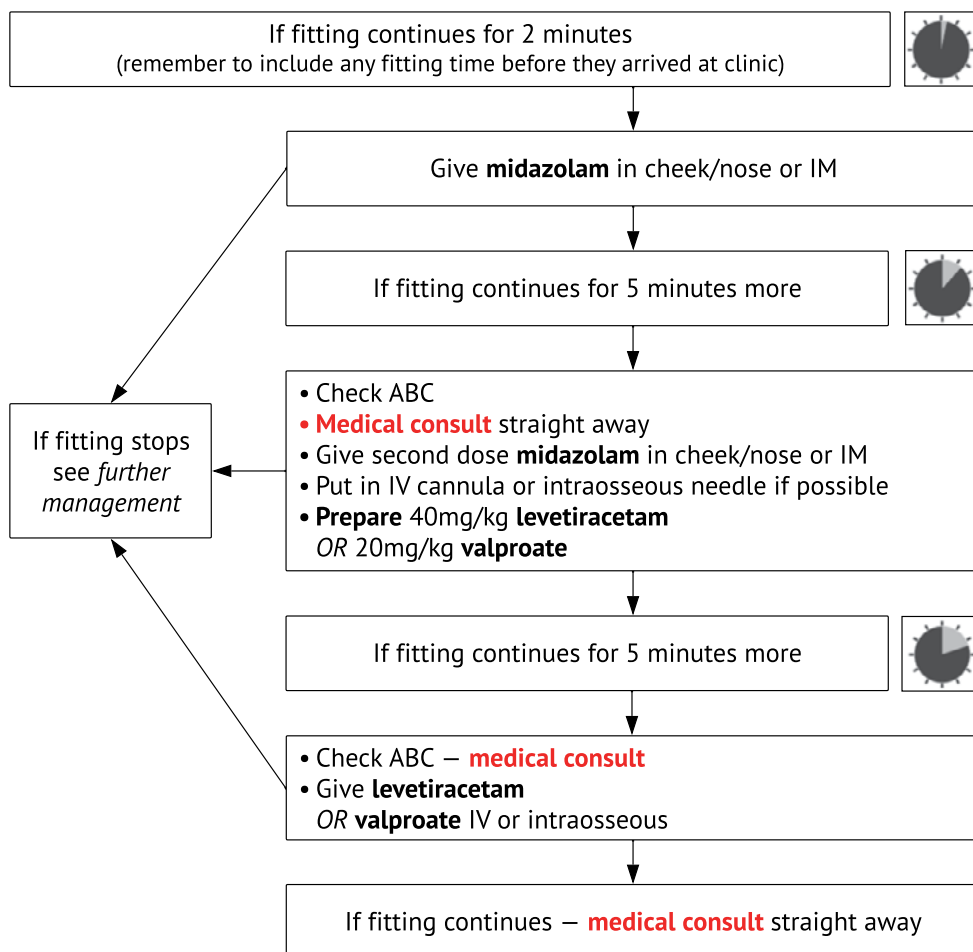 If fitting continues for 2 minutes
(remember to include any fitting time before they arrived at clinic)
Give midazolam in cheek/nose or IM
If fitting continues for 5 minutes more
• Check ABC
• Medical consult straight away
• Give second dose midazolam in cheek/nose or IM
• Put in IV cannula or intraosseous needle if possible
• Prepare 40mg/kg levetiracetam
OR 20mg/kg valproate
If fitting stops
see further
management
If fitting continues for 5 minutes more
• Check ABC — medical consult
• Give levetiracetam
OR valproate IV or intraosseous
If fitting continues — medical consult straight away